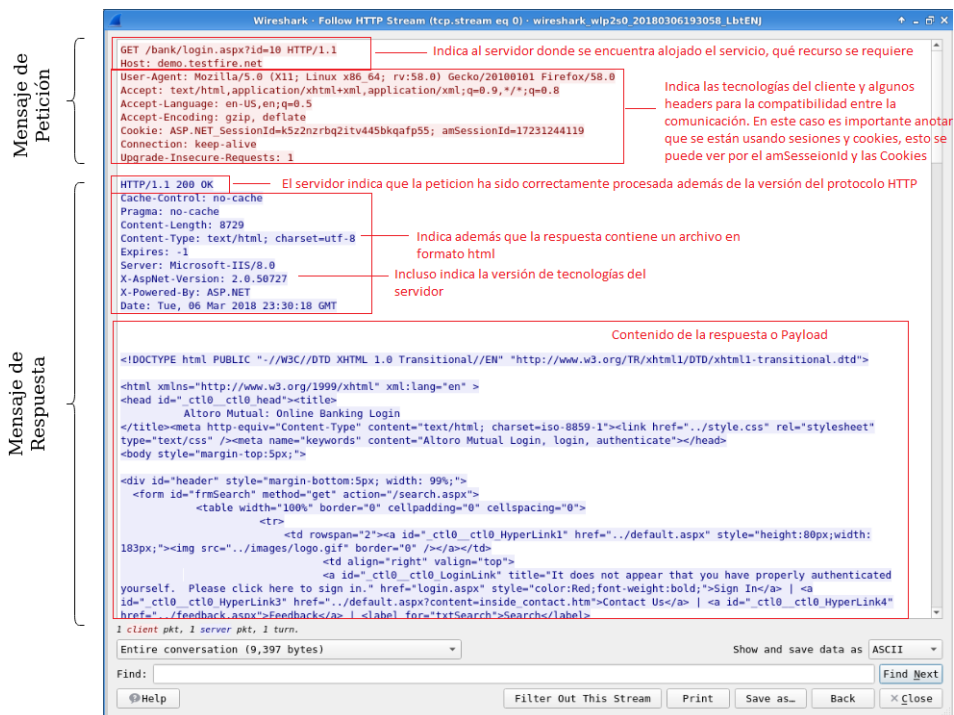 Wireshark · Follow HTTP Stream (tcp.stream eq 0) · wireshark_wlp2s0_20180306193058_LbtENJ
Mensaje de
Petición
GET /bank/login.aspx?id=10 HTTP/1.1
Host: demo.testfire.net
Indica al servidor donde se encuentra alojado el servicio, qué recurso se requiere
User-Agent: Mozilla/5.0 (X11; Linux x86_64; rv:58.0) Gecko/20100101 Firefox/58.0
Accept: text/html,application/xhtml+xml,application/xml;q=0.9,*/*;q=0.8
Accept-Language: en-US,en;q=0.5
Accept-Encoding: gzip, deflate
Cookie: ASP.NET_SessionId=k5z2nzrbq2itv445bkqafp55; amSessionId=17231244119
Connection: keep-alive
Upgrade-Insecure-Requests: 1
Indica las tecnologías del cliente y algunos
headers para la compatibilidad entre la
comunicación. En este caso es importante anotar
que se están usando sesiones y cookies, esto se
puede ver por el amSesseionId y las Cookies
Mensaje de
Respuesta
HTTP/1.1 200 OK
El servidor indica que la peticion ha sido correctamente procesada además de la versión del protocolo HTTP
Cache-Control: no-cache
Pragma: no-cache
Content-Length: 8729
Content-Type: text/html; charset=utf-8
Expires: -1
Server: Microsoft-IIS/8.0
X-AspNet-Version: 2.0.50727
X-Powered-By: ASP.NET
Date: Tue, 06 Mar 2018 23:30:18 GMT
Indica además que la respuesta contiene un archivo en
formato html
Incluso indica la versión de tecnologías del
servidor
Contenido de la respuesta o Payload
<!DOCTYPE html PUBLIC "-//W3C//DTD XHTML 1.0 Transitional//EN" "http://www.w3.org/TR/xhtml1/DTD/xhtml1-transitional.dtd">
<html xmlns="http://www.w3.org/1999/xhtml" xml:lang="en" >
<head id="_ctl0__ctl0_head"><title>
Altoro Mutual: Online Banking Login
</title><meta http-equiv="Content-Type" content="text/html; charset=iso-8859-1"><link href="../style.css" rel="stylesheet"
type="text/css" /><meta name="keywords" content="Altoro Mutual Login, login, authenticate"></head>
<body style="margin-top:5px;">
<div id="header" style="margin-bottom:5px; width: 99%;">
<form id="frmSearch" method="get" action="/search.aspx">
<table width="100%" border="0" cellpadding="0" cellspacing="0">
<tr>
<td rowspan="2"><a id="_ctl0__ctl0_HyperLink1" href="../default.aspx" style="height:80px;width:
183px;"><img src="../images/logo.gif" border="0" /></a></td>
<td align="right" valign="top">
<a id="_ctl0__ctl0_LoginLink" title="It does not appear that you have properly authenticated
yourself.  Please click here to sign in." href="login.aspx" style="color:Red;font-weight:bold;">Sign In</a> | <a
id="_ctl0__ctl0_HyperLink3" href="../default.aspx?content=inside_contact.htm">Contact Us</a> | <a id="_ctl0__ctl0_HyperLink4"
href="../feedback.aspx">Feedback</a> | <label for="txtSearch">Search</label>
1 client pkt, 1 server pkt, 1 turn.
Entire conversation (9,397 bytes)
Show and save data as ASCII
Find:
Find Next
Help
Filter Out This Stream
Print
Save as…
Back
Close